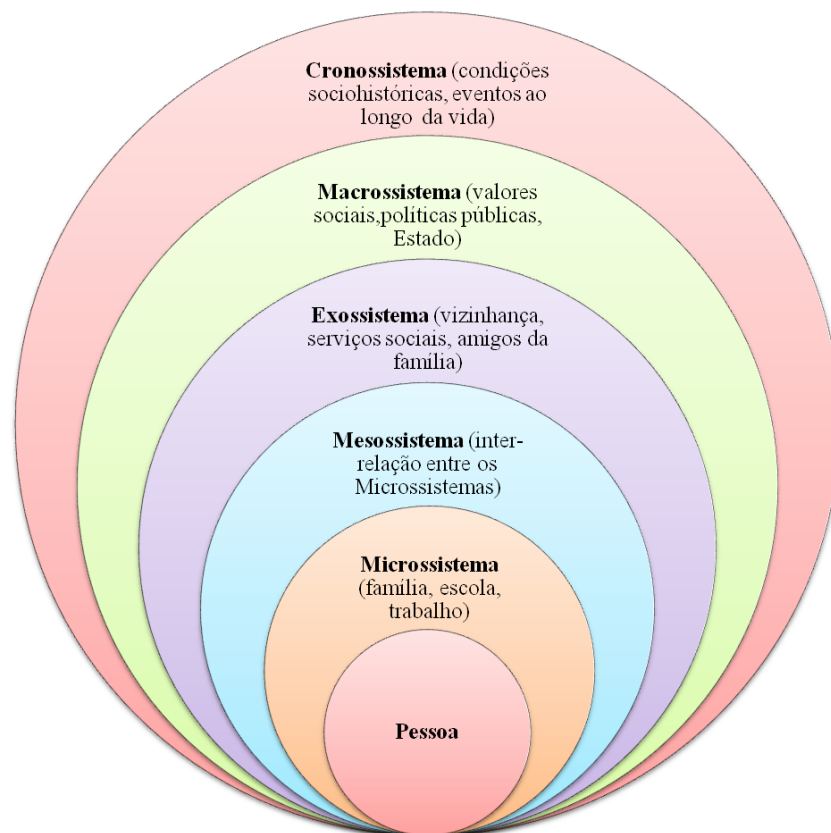 Cronossistema (condições
sociohistóricas, eventos ao
longo da vida)
Macrossistema (valores
sociais,políticas públicas,
Estado)
Exossistema (vizinhança,
serviços sociais, amigos da
família)
Mesossistema (inter-
relação entre os
Microssistemas)
Microssistema
(família, escola,
trabalho)
Pessoa